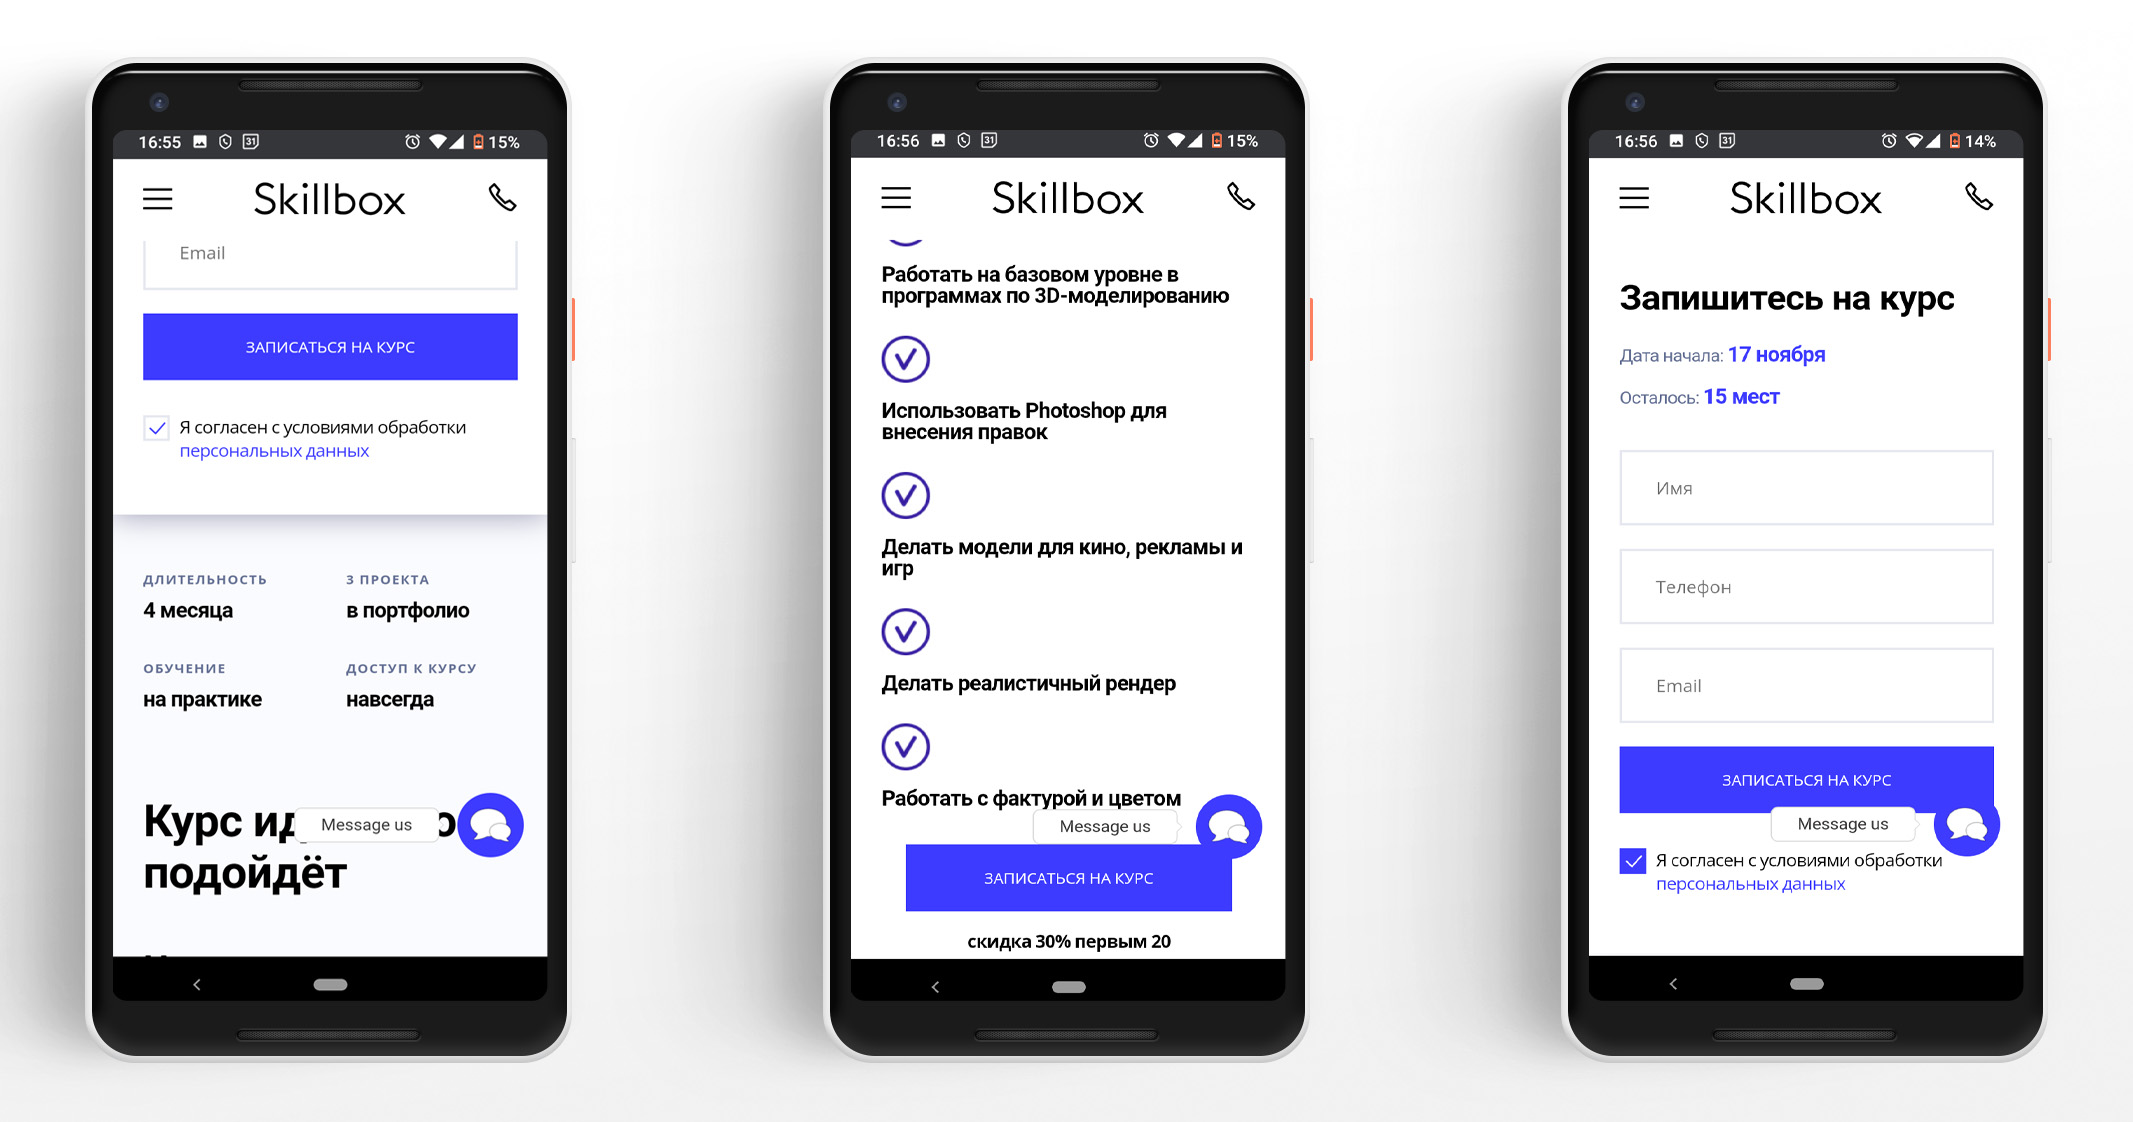 16:55
31
15%
Skillbox
Email
ЗАПИСАТЬСЯ НА КУРС
Я согласен с условиями обработки
персональных данных
ДЛИТЕЛЬНОСТЬ
4 месяца
3 ПРОЕКТА
в портфолио
ОБУЧЕНИЕ
на практике
ДОСТУП К КУРСУ
навсегда
Курс
Message us
подойдёт
16:56
31
15%
Skillbox
Работать на базовом уровне в
программах по 3D-моделированию
Использовать Photoshop для
внесения правок
Делать модели для кино, рекламы и
игр
Делать реалистичный рендер
Работать с фактурой и цветом
Message us
ЗАПИСАТЬСЯ НА КУРС
скидка 30% первым 20
16:56
31
14%
Skillbox
Запишитесь на курс
Дата начала: 17 ноября
Осталось: 15 мест
Имя
Телефон
Email
ЗАПИСАТЬСЯ НА КУРС
Message us
Я согласен с условиями обработки
персональных данных